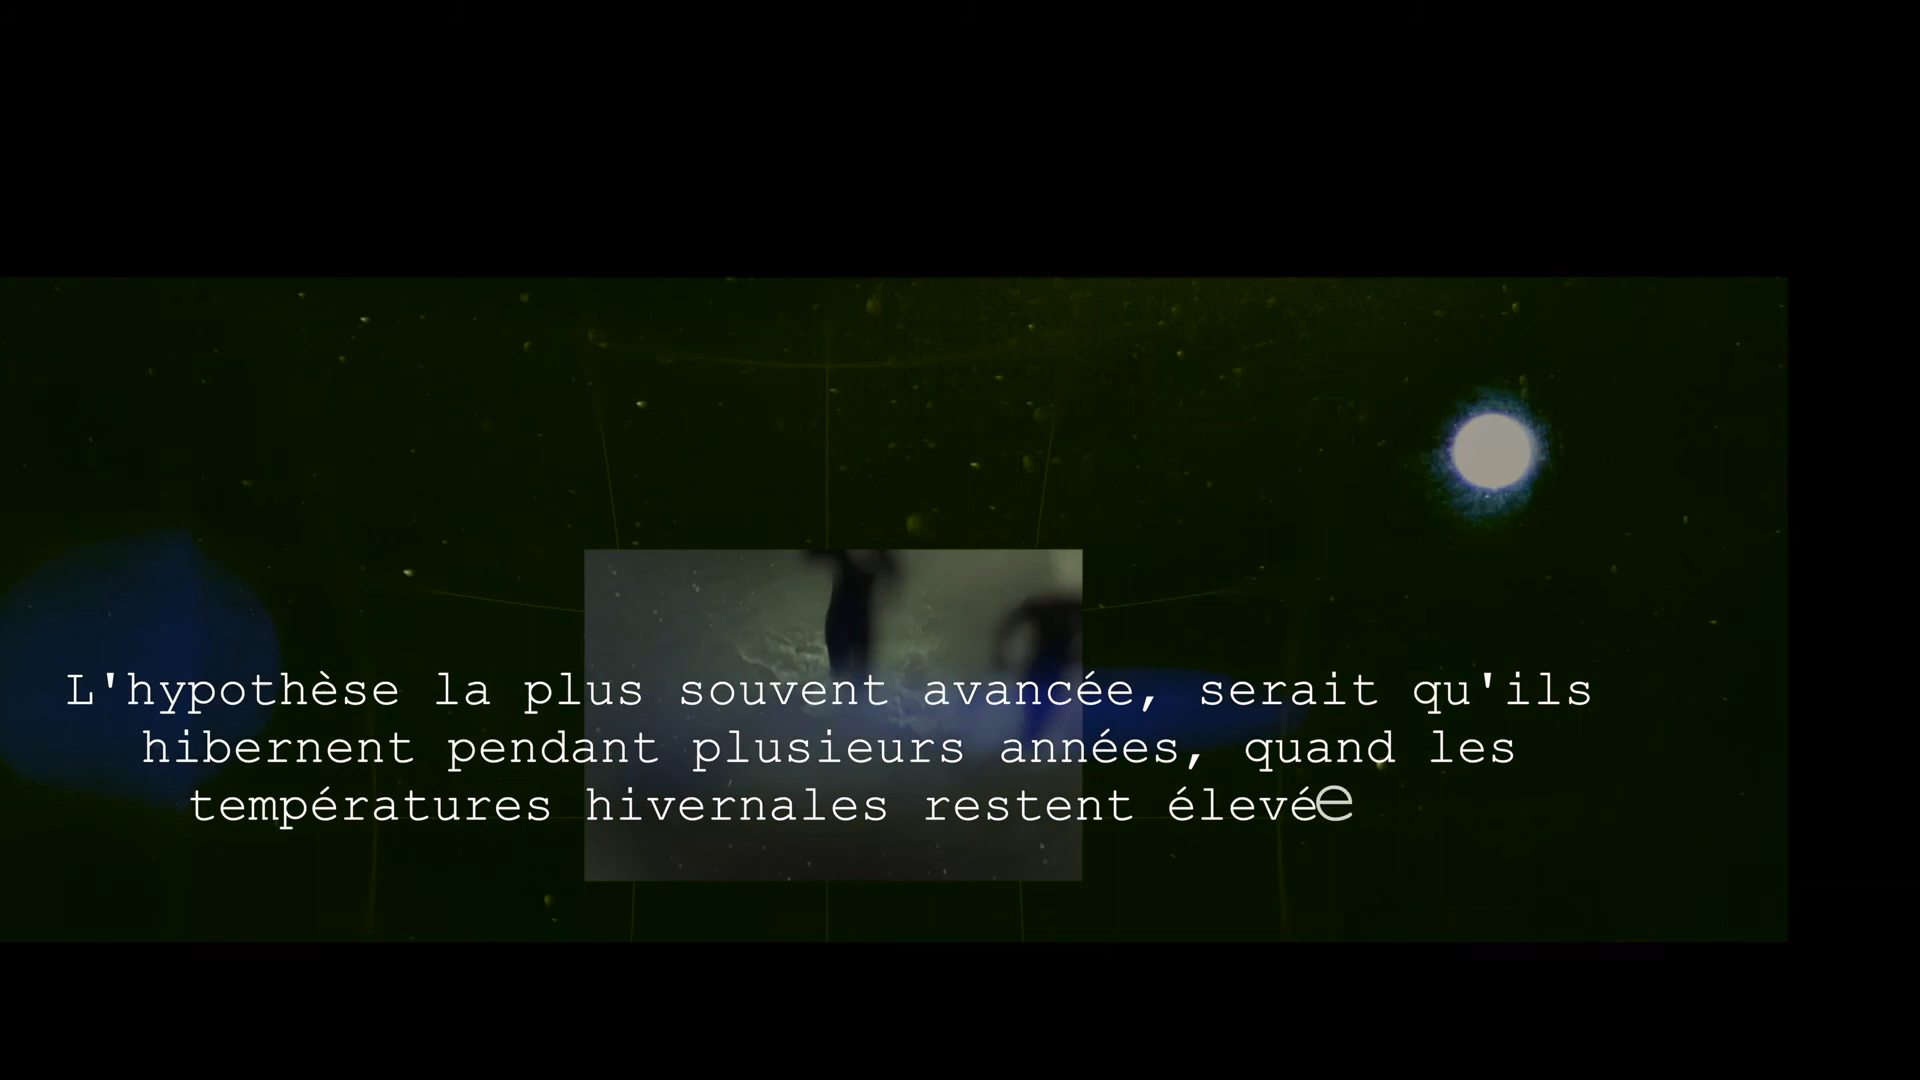 L'hypothèse la plus souvent avancée, serait qu'ils
hibernent pendant plusieurs années, quand les
températures hivernales restent élevée